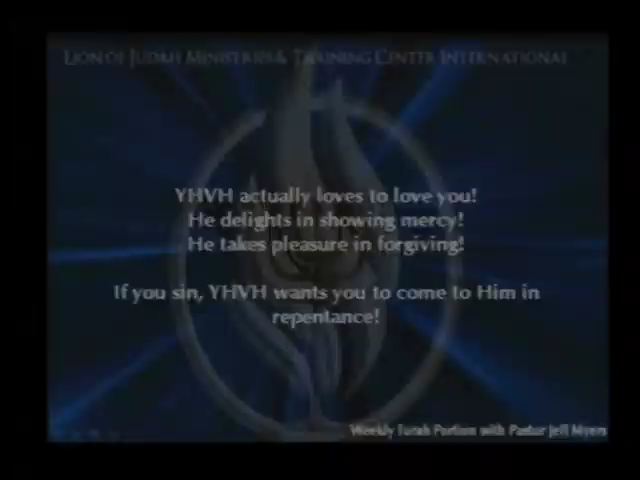 LION OF JUDAH MINISTRIES & TRAINING CENTER INTERNATIONAL
YHVH actually loves to love you!
He delights in showing mercy!
He takes pleasure in forgiving!
If you sin, YHVH wants you to come to Him in
repentance!
Weekly Torah Portion with Pastor Jeff Myers